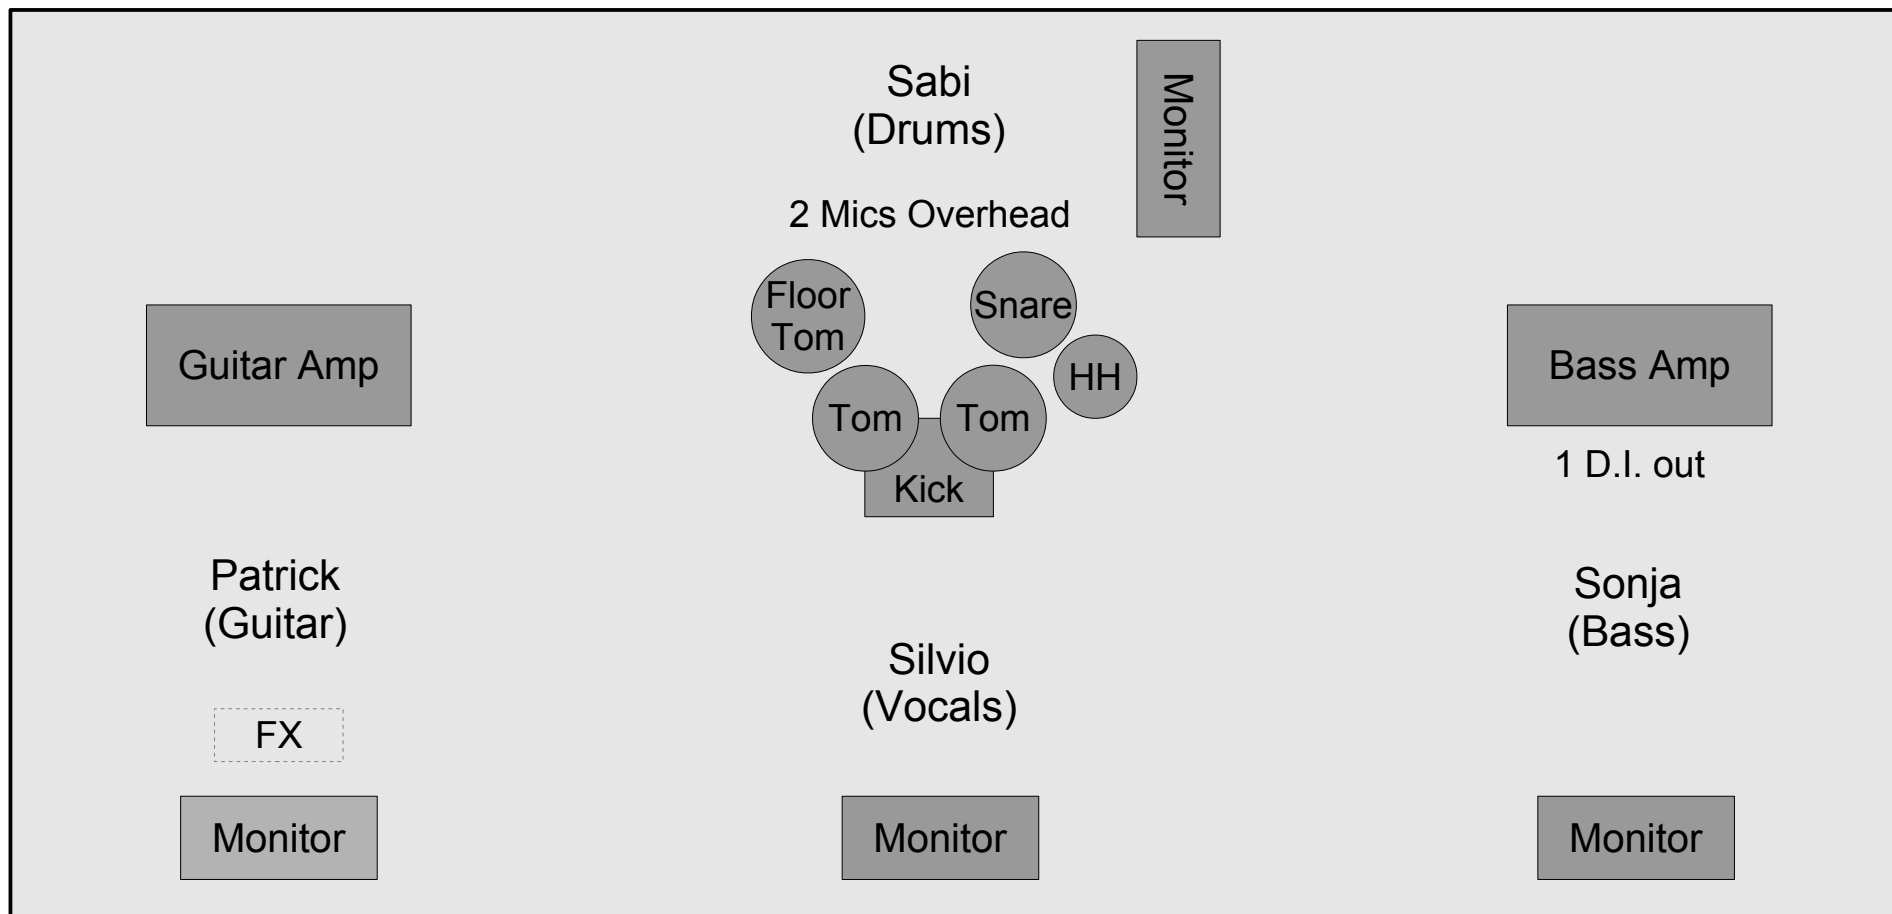 Sabi
(Drums)
Monitor
2 Mics Overhead
Floor
Tom
Snare
Guitar Amp
HH
Bass Amp
Tom
Tom
Kick
1 D.I. out
Patrick
(Guitar)
Sonja
(Bass)
Silvio
(Vocals)
FX
Monitor
Monitor
Monitor